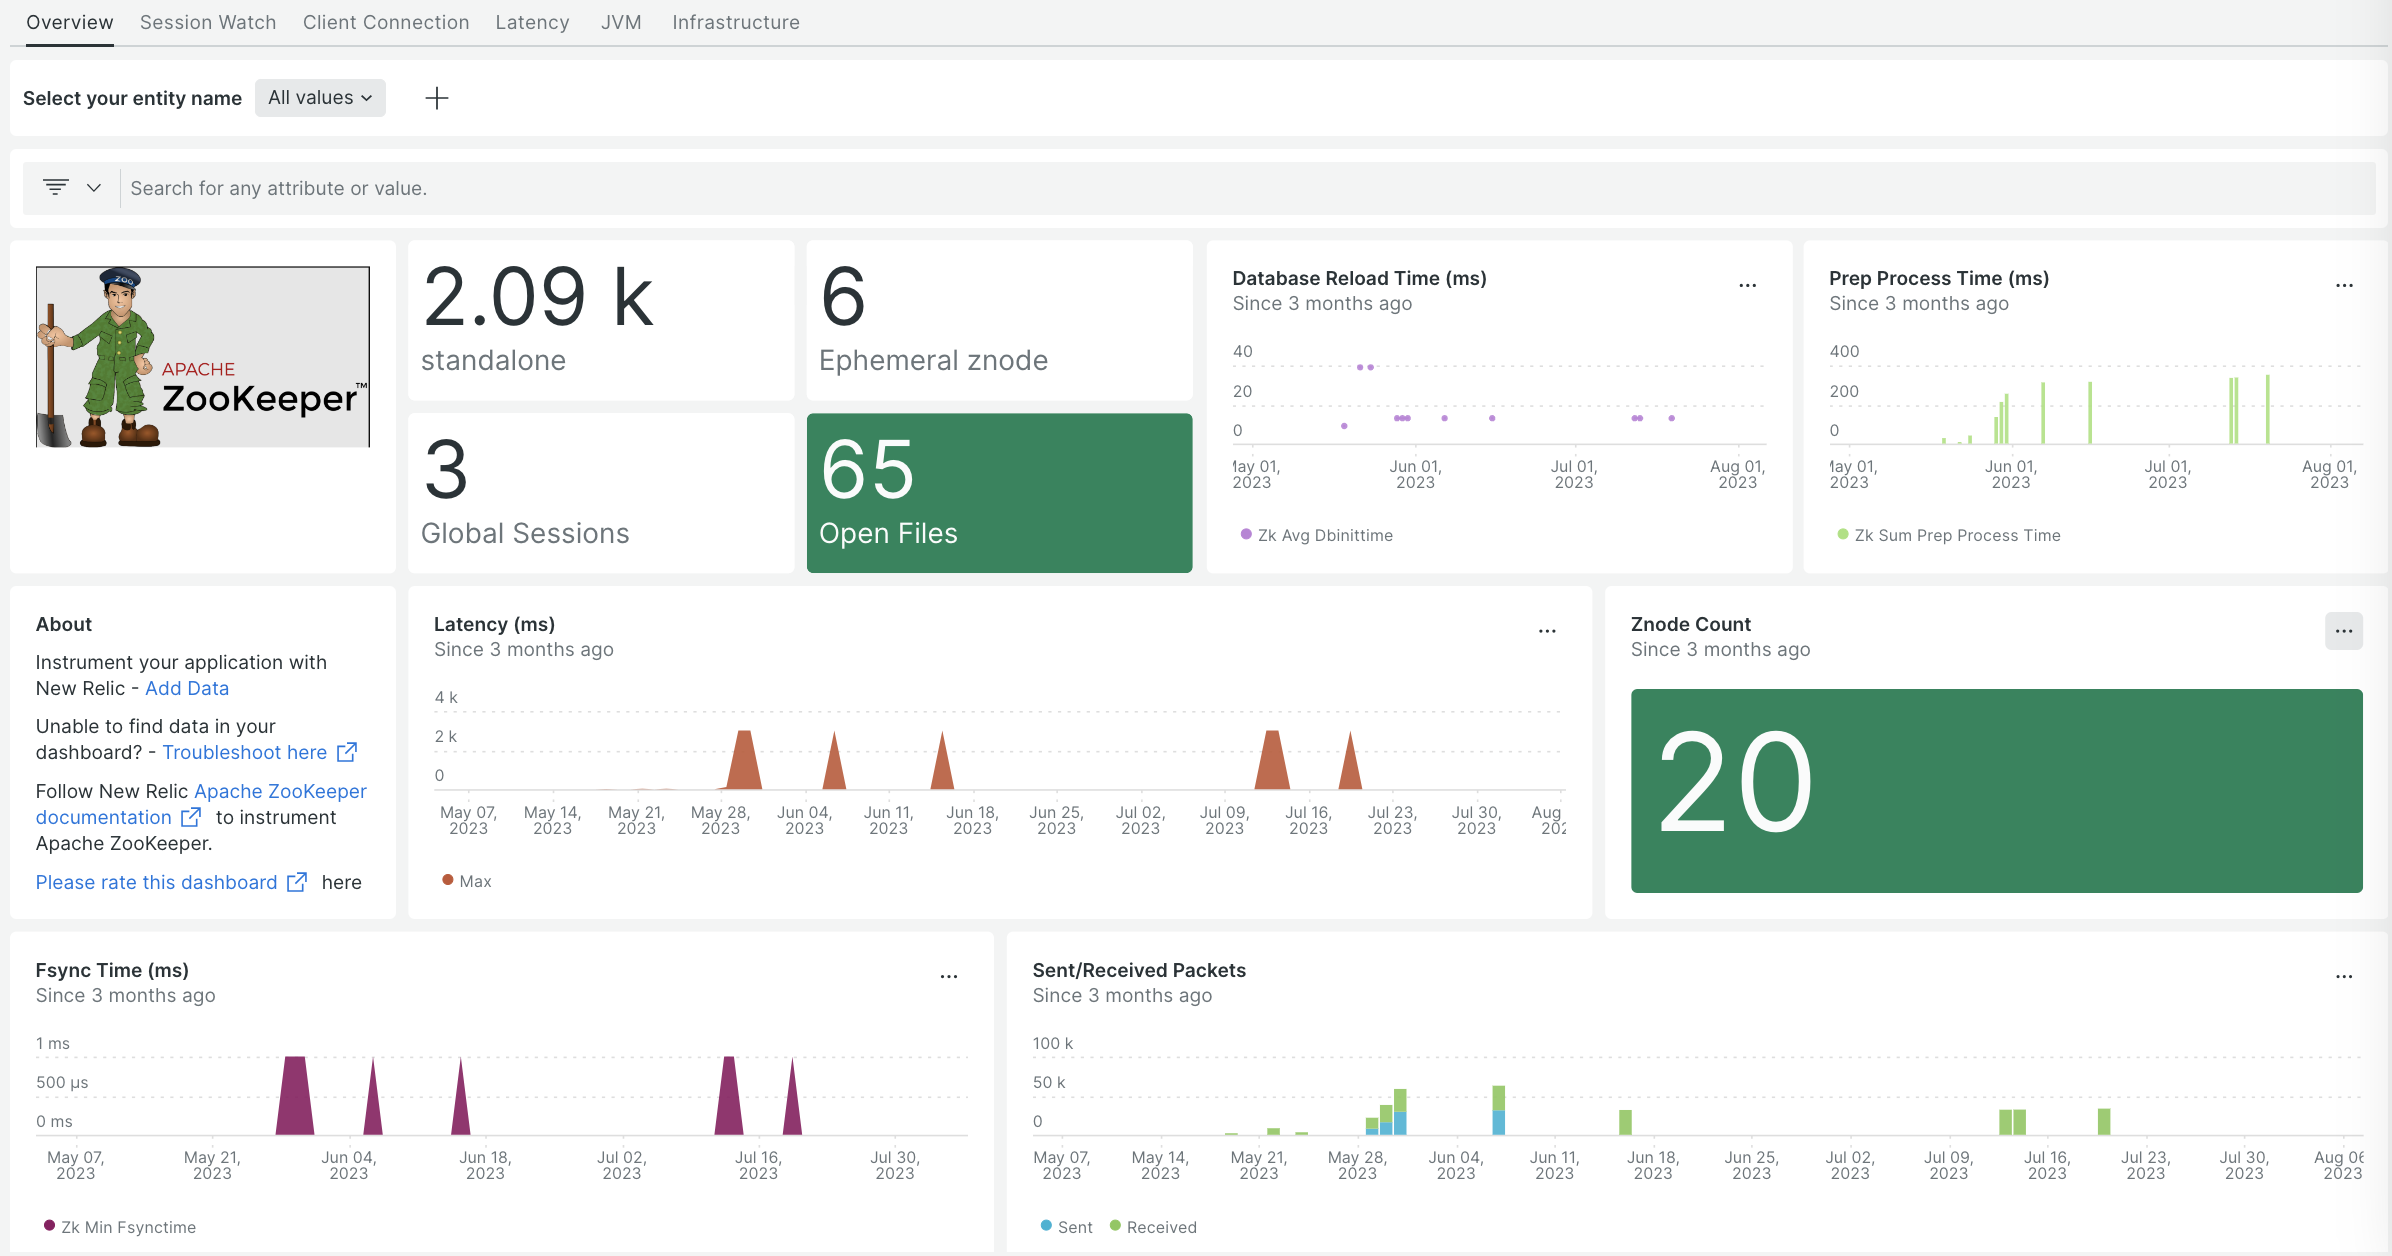 Overview Session Watch Client Connection Latency JVM Infrastructure
Select your entity name All values
Search for any attribute or value.
ZOO
APACHE
ZooKeeper™
2.09 k
standalone
6
Ephemeral znode
3
Global Sessions
65
Open Files
Database Reload Time (ms)
Since 3 months ago
40
20
0
May 01, Jun 01, Jul 01, Aug 01,
2023 2023 2023 2023
Zk Avg Dbinittime
Prep Process Time (ms)
Since 3 months ago
400
200
0
May 01, Jun 01, Jul 01, Aug 01,
2023 2023 2023 2023
Zk Sum Prep Process Time
About
Instrument your application with
New Relic - Add Data
Unable to find data in your
dashboard? - Troubleshoot here
Follow New Relic Apache ZooKeeper
documentation to instrument
Apache ZooKeeper.
Please rate this dashboard here
Latency (ms)
Since 3 months ago
4 k
2 k
0
May 07, May 14, May 21, May 28, Jun 04, Jun 11, Jun 18, Jun 25, Jul 02, Jul 09, Jul 16, Jul 23, Jul 30, Aug
2023 2023 2023 2023 2023 2023 2023 2023 2023 2023 2023 2023 2023 202
Max
Znode Count
Since 3 months ago
20
Fsync Time (ms)
Since 3 months ago
1 ms
500 µs
0 ms
May 07, May 21, Jun 04, Jun 18, Jul 02, Jul 16, Jul 30,
2023 2023 2023 2023 2023 2023 2023
Zk Min Fsynctime
Sent/Received Packets
Since 3 months ago
100 k
50 k
0
May 07, May 14, May 21, May 28, Jun 04, Jun 11, Jun 18, Jun 25, Jul 02, Jul 09, Jul 16, Jul 23, Jul 30, Aug 06
2023 2023 2023 2023 2023 2023 2023 2023 2023 2023 2023 2023 2023 2023
Sent Received